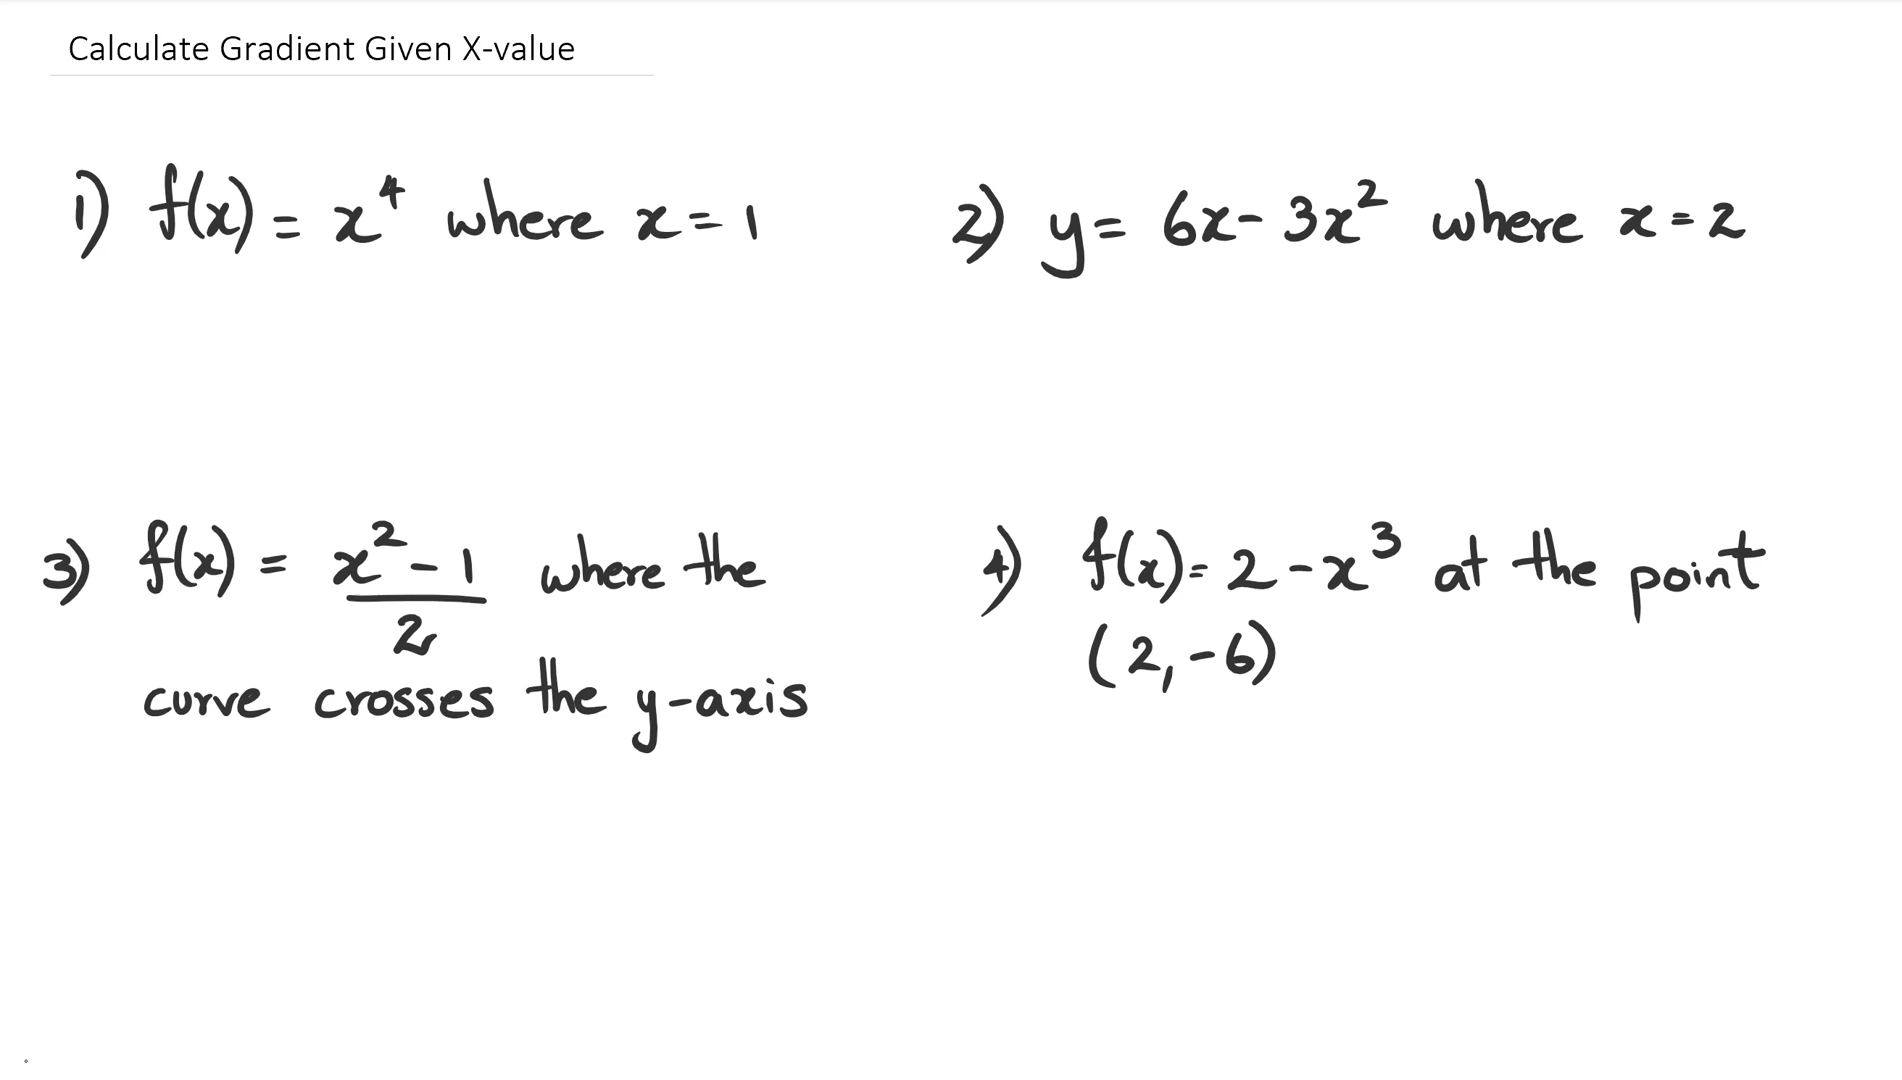 Calculate Gradient Given X-value
1) f(x) = x⁴ where x = 1
2) y = 6x - 3x² where x = 2
3) f(x) = (x² - 1)/2 where the
curve crosses the y-axis
4) f(x) = 2 - x³ at the point
(2, -6)